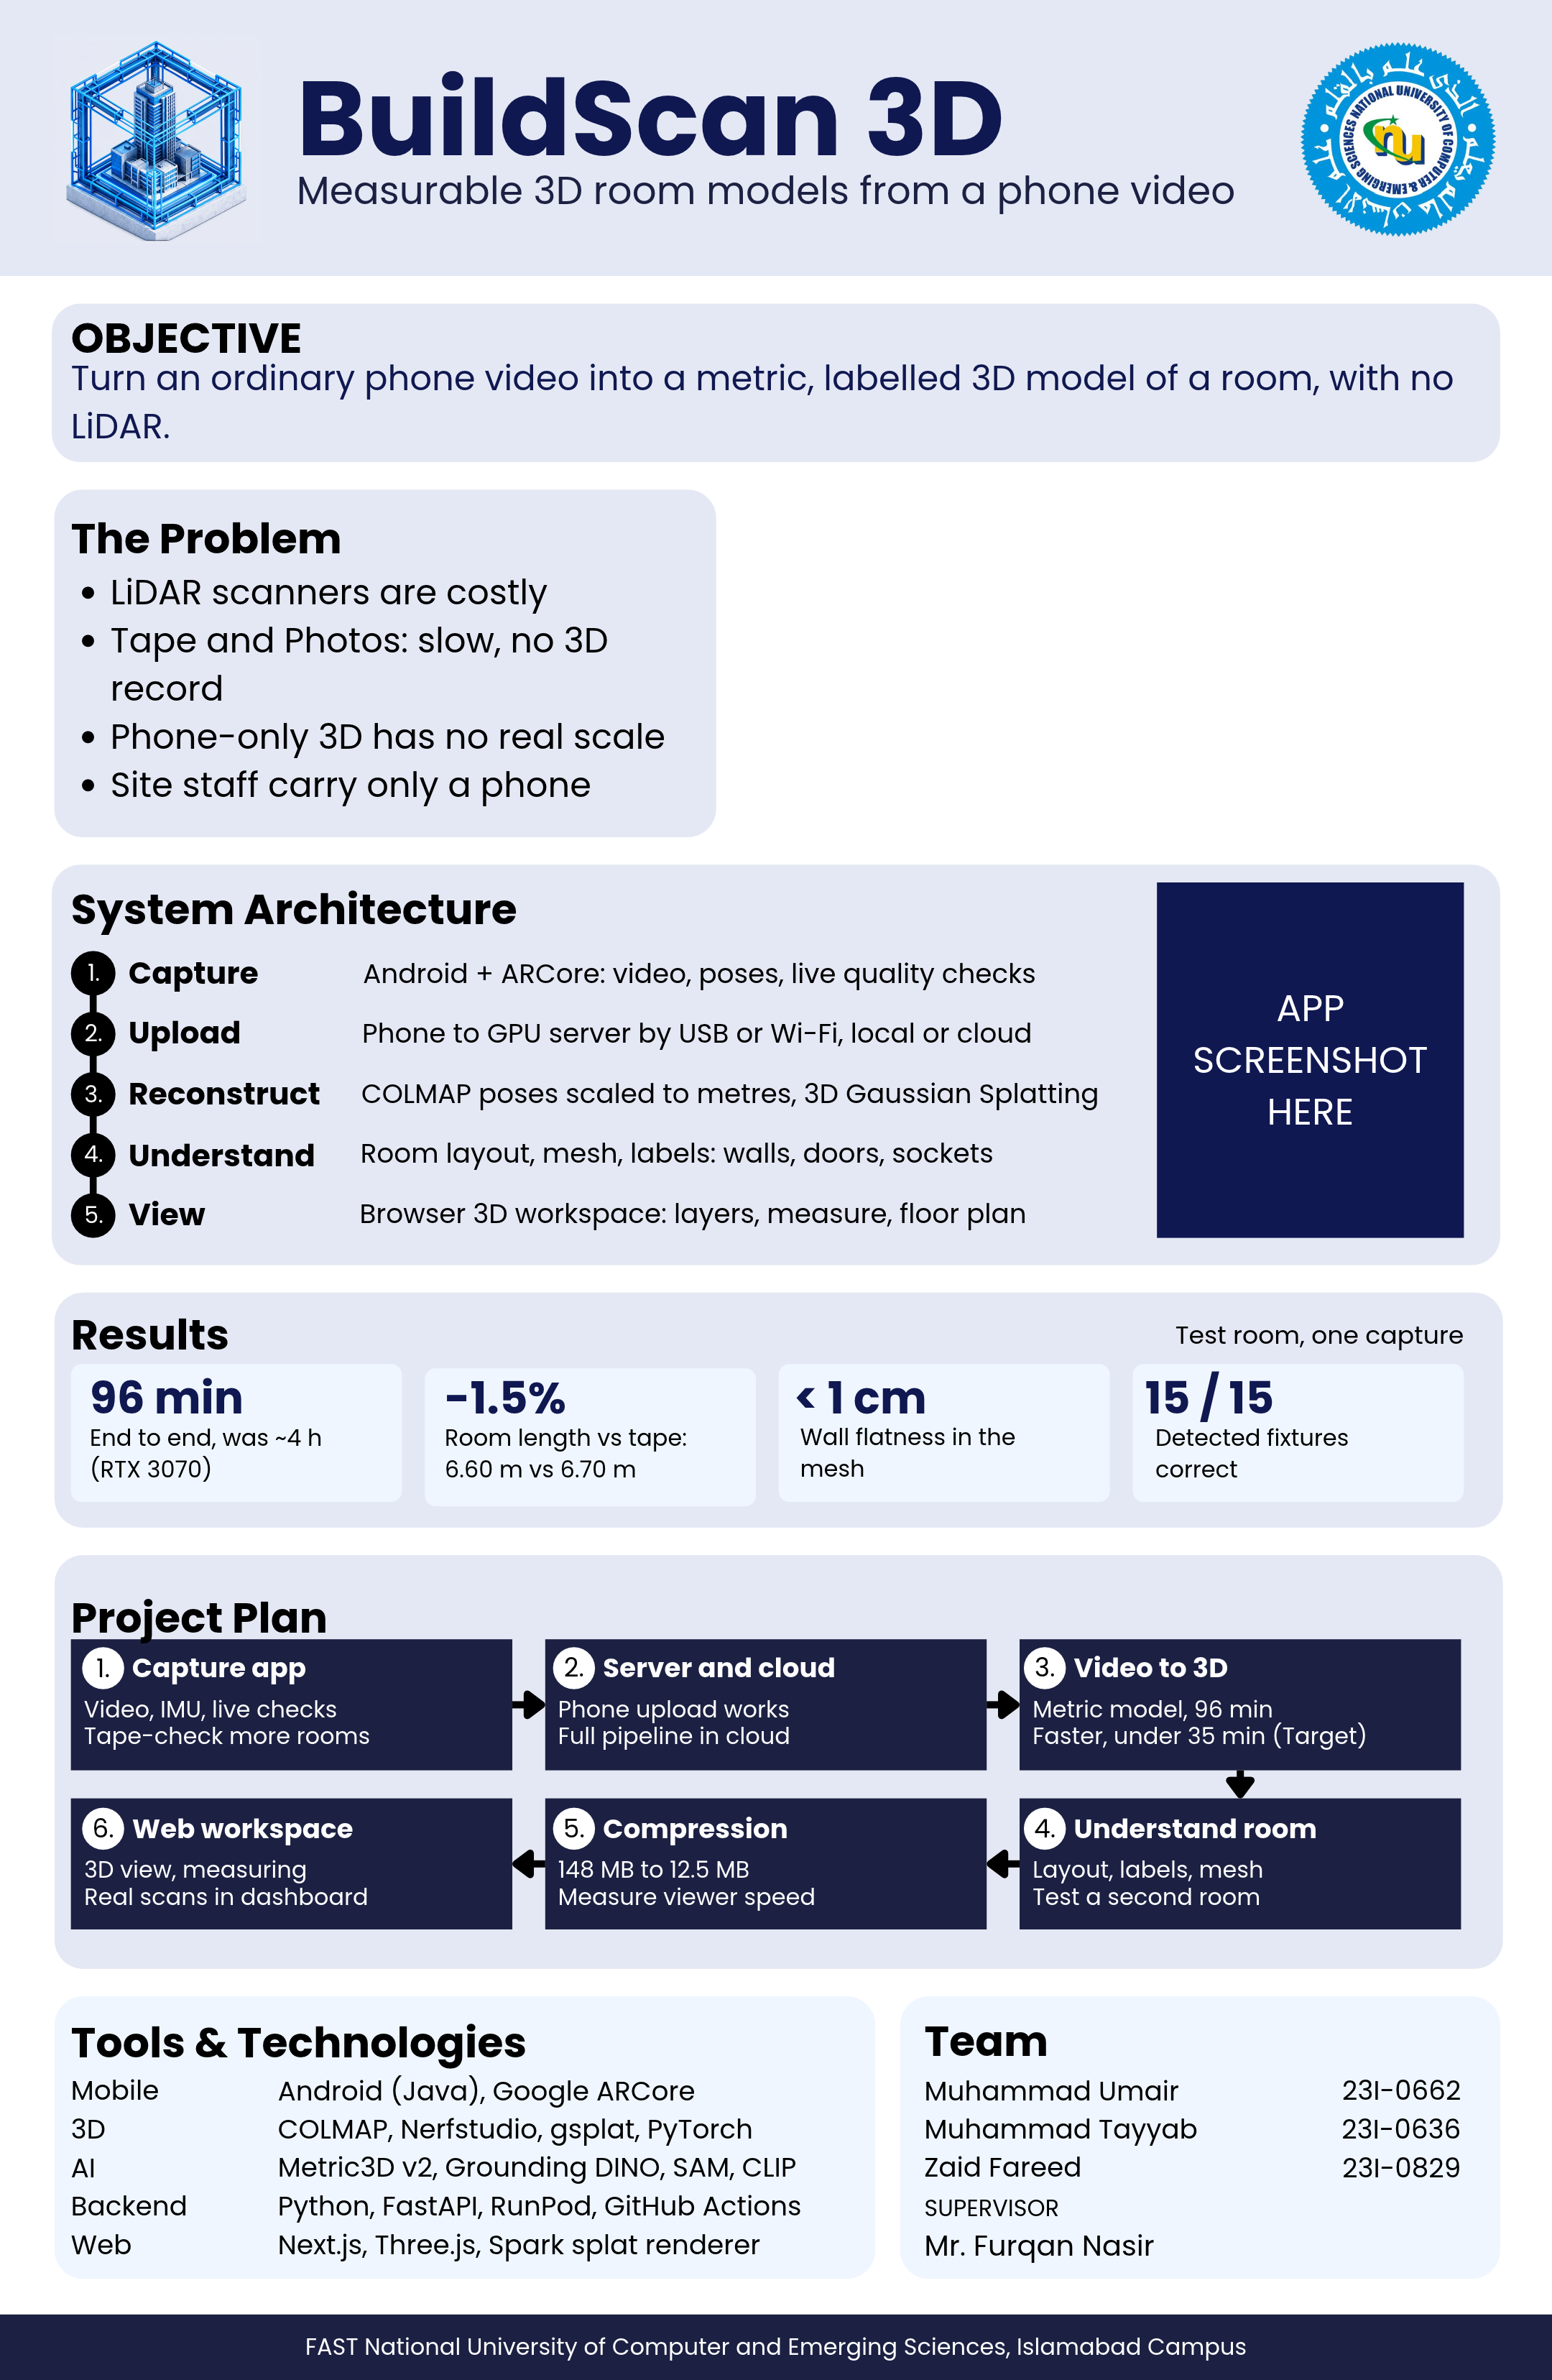 BuildScan 3D
Measurable 3D room models from a phone video
NATIONAL UNIVERSITY OF COMPUTER & EMERGING SCIENCES
nu
OBJECTIVE
Turn an ordinary phone video into a metric, labelled 3D model of a room, with no
LiDAR.
The Problem
• LiDAR scanners are costly
• Tape and Photos: slow, no 3D
record
• Phone-only 3D has no real scale
• Site staff carry only a phone
System Architecture
1. Capture Android + ARCore: video, poses, live quality checks
2. Upload Phone to GPU server by USB or Wi-Fi, local or cloud
3. Reconstruct COLMAP poses scaled to metres, 3D Gaussian Splatting
4. Understand Room layout, mesh, labels: walls, doors, sockets
5. View Browser 3D workspace: layers, measure, floor plan
APP
SCREENSHOT
HERE
Results
Test room, one capture
96 min
End to end, was ~4 h
(RTX 3070)
-1.5%
Room length vs tape:
6.60 m vs 6.70 m
< 1 cm
Wall flatness in the
mesh
15 / 15
Detected fixtures
correct
Project Plan
1. Capture app
Video, IMU, live checks
Tape-check more rooms
2. Server and cloud
Phone upload works
Full pipeline in cloud
3. Video to 3D
Metric model, 96 min
Faster, under 35 min (Target)
4. Understand room
Layout, labels, mesh
Test a second room
5. Compression
148 MB to 12.5 MB
Measure viewer speed
6. Web workspace
3D view, measuring
Real scans in dashboard
Tools & Technologies
Mobile Android (Java), Google ARCore
3D COLMAP, Nerfstudio, gsplat, PyTorch
AI Metric3D v2, Grounding DINO, SAM, CLIP
Backend Python, FastAPI, RunPod, GitHub Actions
Web Next.js, Three.js, Spark splat renderer
Team
Muhammad Umair 23I-0662
Muhammad Tayyab 23I-0636
Zaid Fareed 23I-0829
SUPERVISOR
Mr. Furqan Nasir
FAST National University of Computer and Emerging Sciences, Islamabad Campus